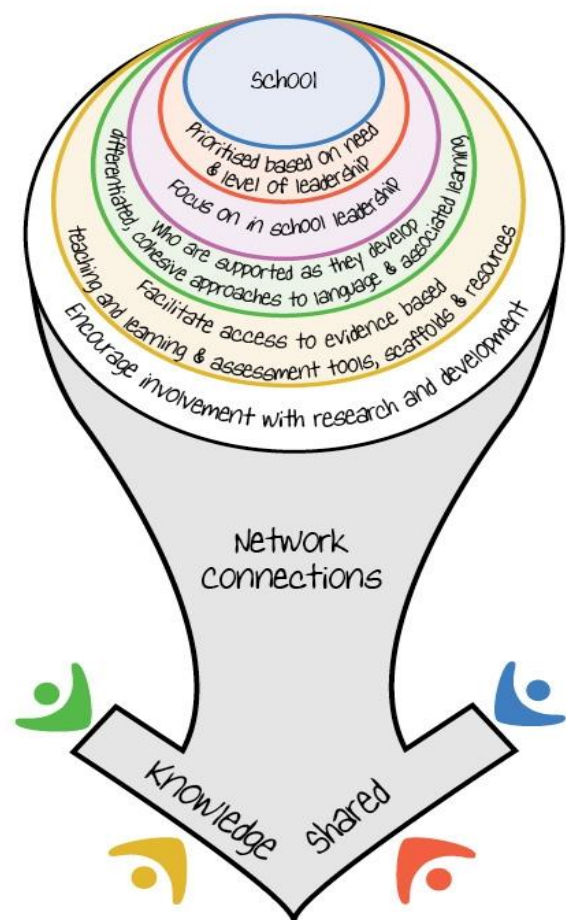 School
Prioritised based on need
& level of leadership
Focus on in school leadership
who are supported as they develop
differentiated, cohesive approaches to language & associated learning
Facilitate access to evidence based
teaching and learning & assessment tools, scaffolds & resources
Encourage involvement with research and development
Network
connections
Knowledge shared